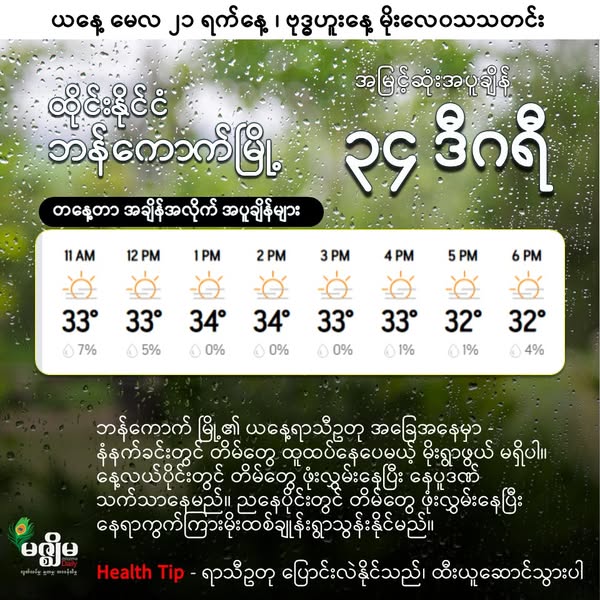 ယနေ့ မေလ ၂၁ ရက်နေ့ ၊ ဗုဒ္ဓဟူးနေ့ မိုးလေဝသသတင်း
ထိုင်းနိုင်ငံ
ဘန်ကောက်မြို့
အမြင့်ဆုံးအပူချိန်
၃၄ ဒီဂရီ
တနေ့တာ အချိန်အလိုက် အပူချိန်များ
11 AM 12 PM 1 PM 2 PM 3 PM 4 PM 5 PM 6 PM
33° 33° 34° 34° 33° 33° 32° 32°
7% 5% 0% 0% 0% 1% 1% 4%
ဘန်ကောက် မြို့၏ ယနေ့ရာသီဥတု အခြေအနေမှာ -
နံနက်ခင်းတွင် တိမ်တွေ ထူထပ်နေပေမယ့် မိုးရွာဖွယ် မရှိပါ။
နေ့လယ်ပိုင်းတွင် တိမ်တွေ ဖုံးလွှမ်းနေပြီး နေပူဒဏ်
သက်သာနေမည်။ ညနေပိုင်းတွင် တိမ်တွေ ဖုံးလွှမ်းနေပြီး
နေရာကွက်ကြားမိုးထစ်ချုန်းရွာသွန်းနိုင်မည်။
မဇ္ဈိမ
Daily
Health Tip - ရာသီဥတု ပြောင်းလဲနိုင်သည်၊ ထီးယူဆောင်သွားပါ